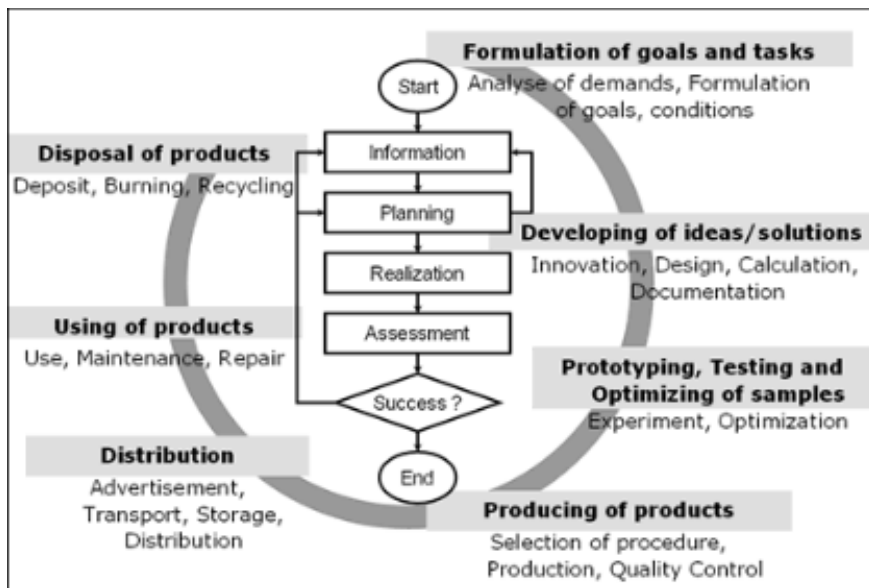 Formulation of goals and tasks
Analyse of demands, Formulation
of goals, conditions
Developing of ideas/solutions
Innovation, Design, Calculation,
Documentation
Prototyping, Testing and
Optimizing of samples
Experiment, Optimization
Producing of products
Selection of procedure,
Production, Quality Control
Distribution
Advertisement,
Transport, Storage,
Distribution
Using of products
Use, Maintenance, Repair
Disposal of products
Deposit, Burning, Recycling
Start
Information
Planning
Realization
Assessment
Success ?
End